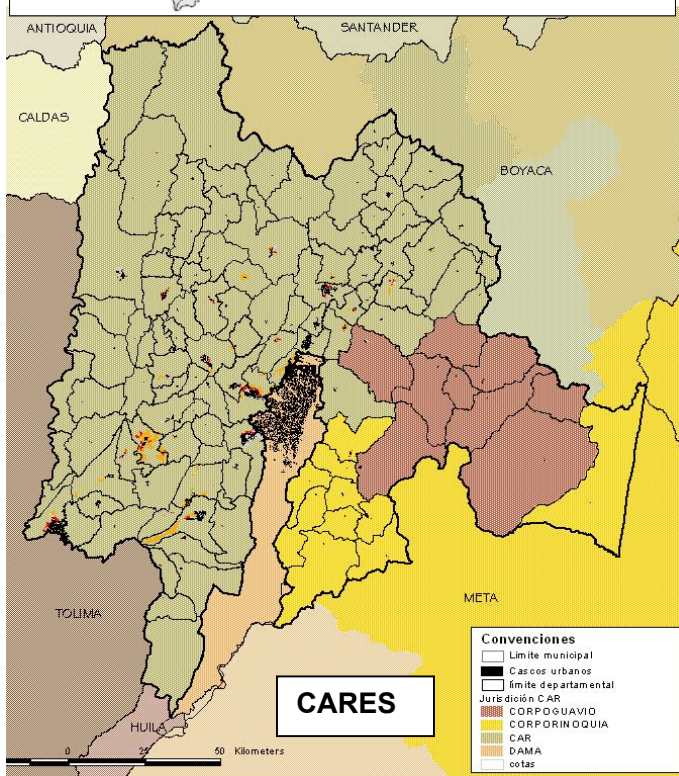 ANTIOQUIA
SANTANDER
CALDAS
BOYACA
TOLIMA
META
HUILA
CARES
0 25 50 Kilometers
Convenciones
Limite municipal
Cascos urbanos
limite departamental
Jurisdición CAR
CORPOGUAVIO
CORPORINOQUIA
CAR
DAMA
cotas